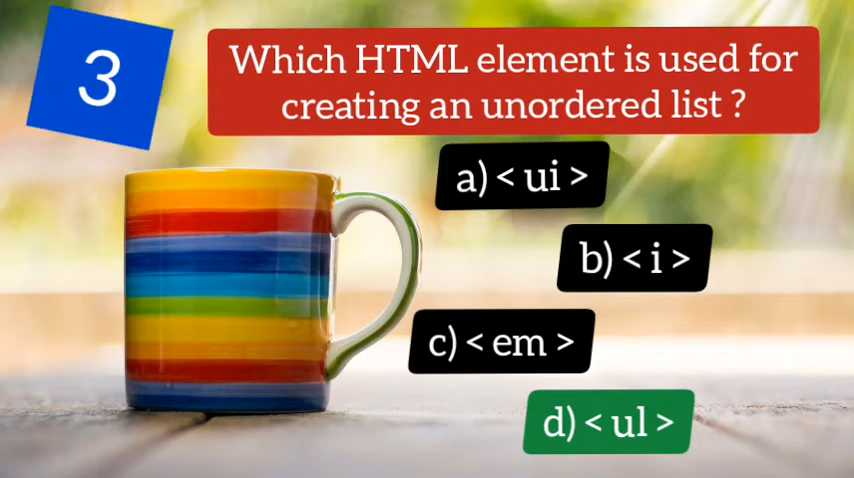 3
Which HTML element is used for
creating an unordered list ?
a) < ui >
b) < i >
c) < em >
d) < ul >